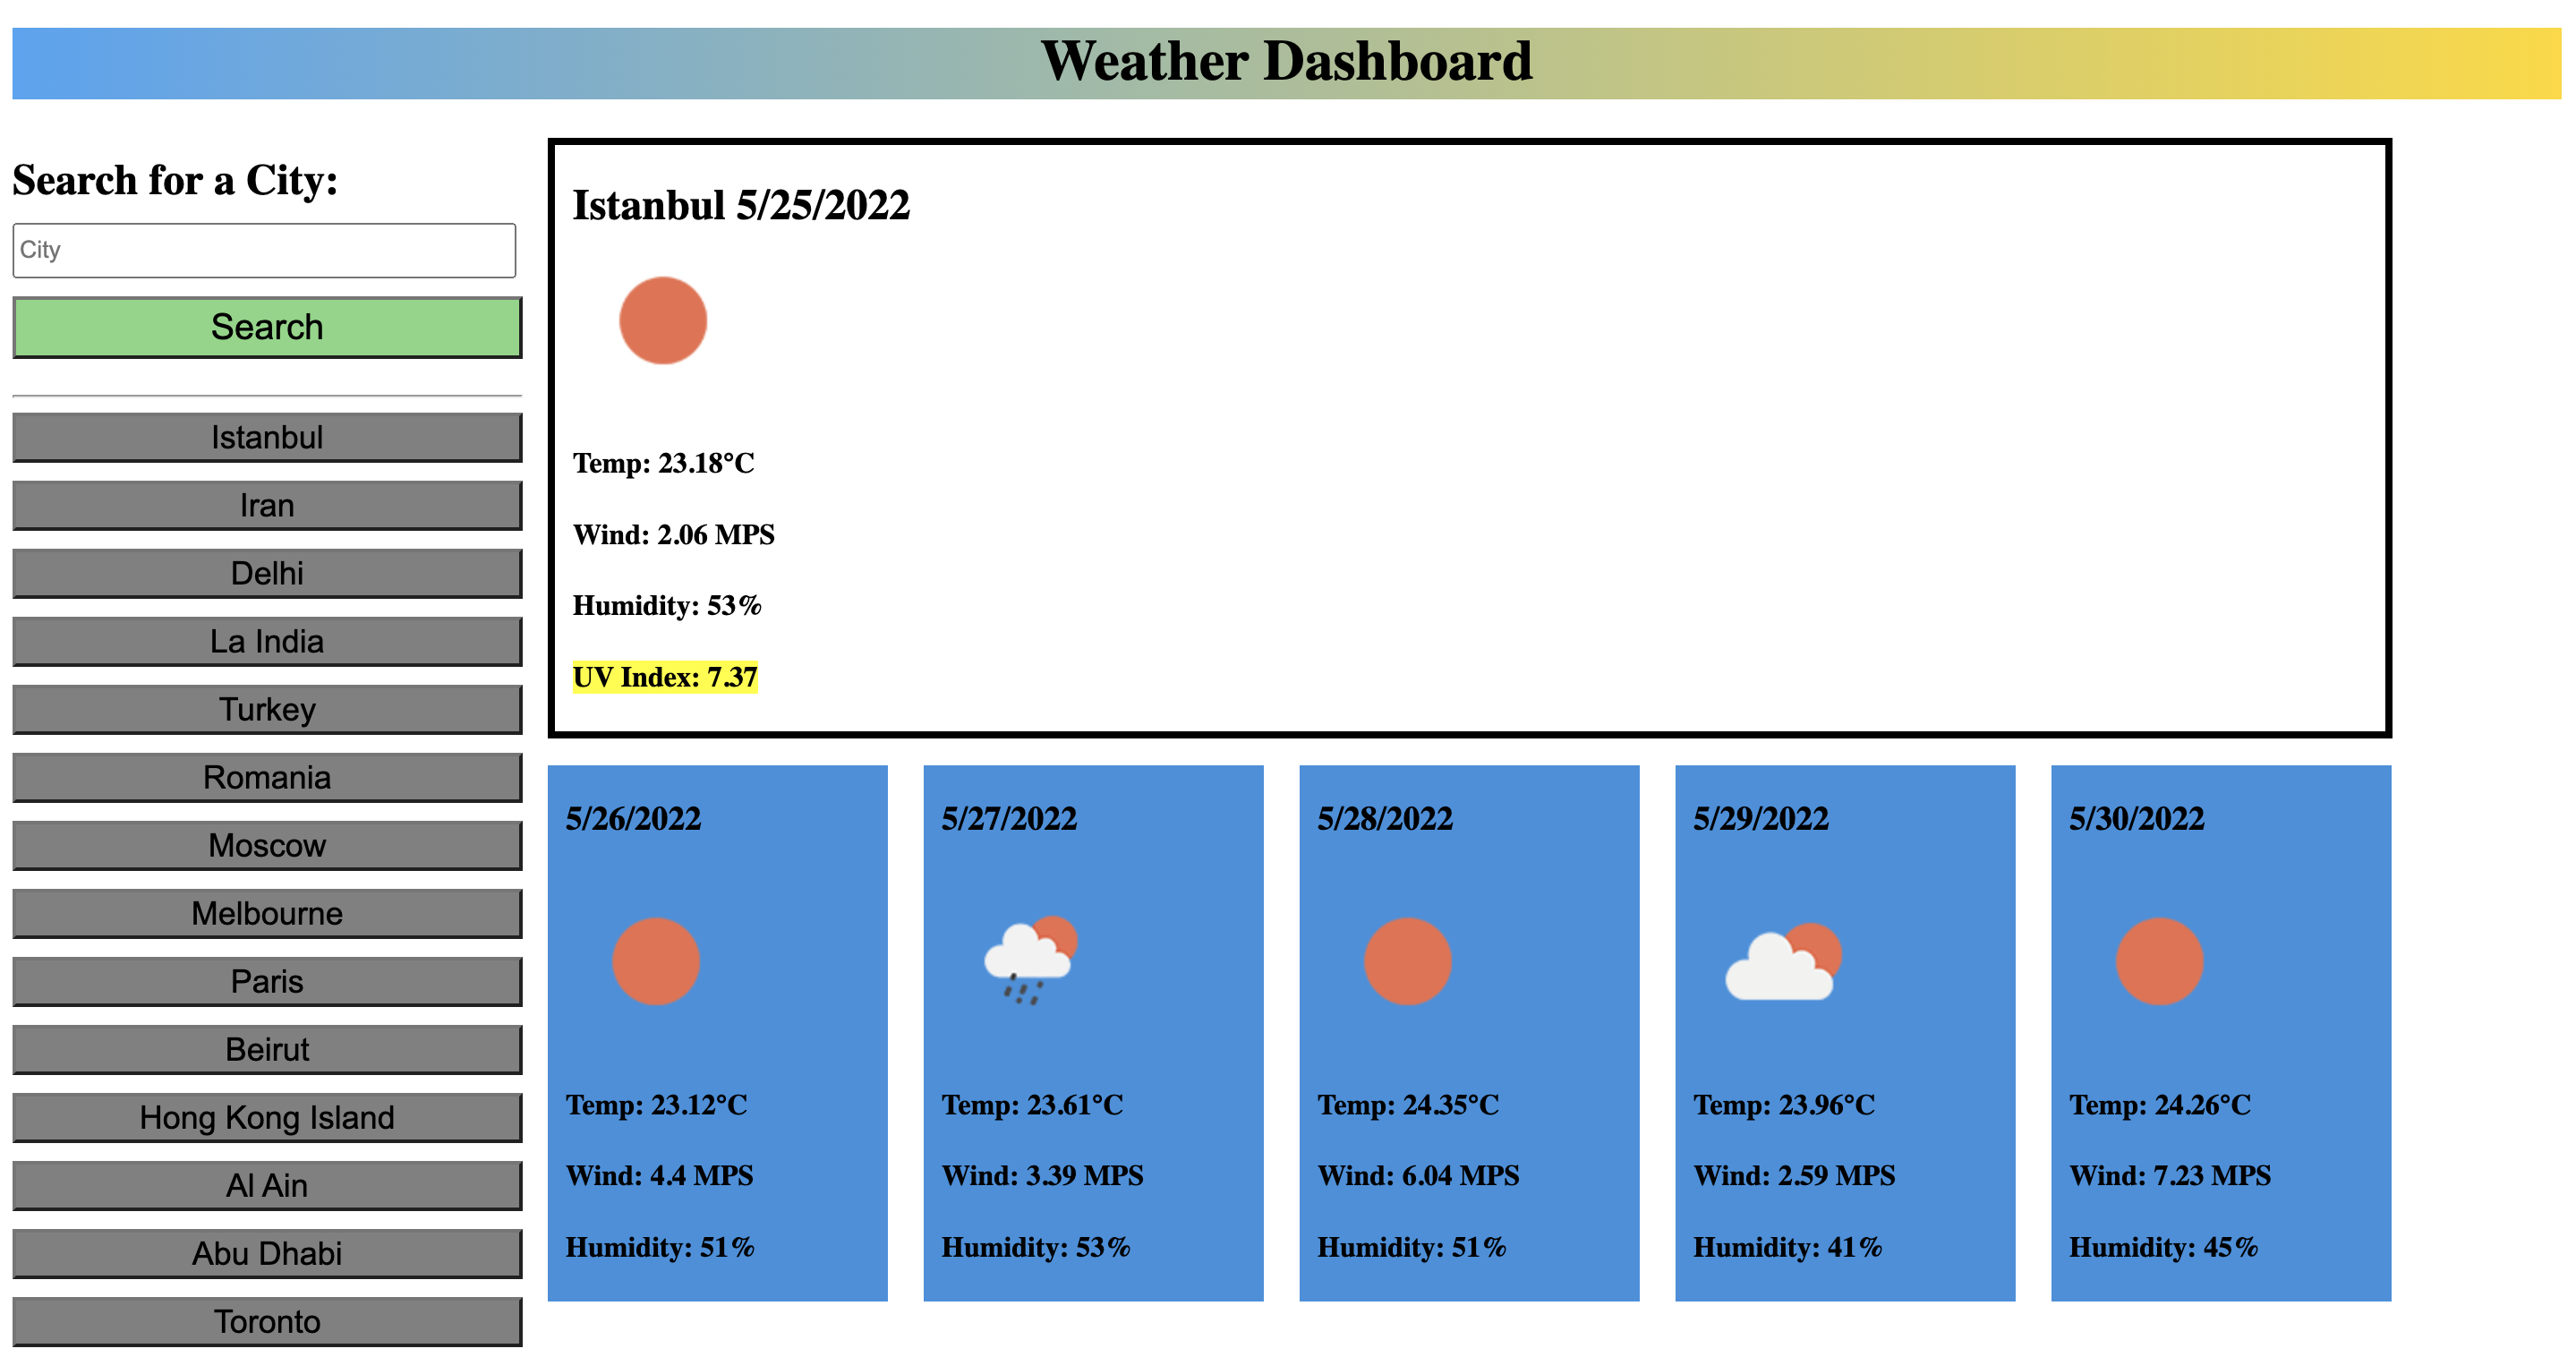 Weather Dashboard
Search for a City:
City
Search
Istanbul
Iran
Delhi
La India
Turkey
Romania
Moscow
Melbourne
Paris
Beirut
Hong Kong Island
Al Ain
Abu Dhabi
Toronto
Istanbul 5/25/2022
Temp: 23.18°C
Wind: 2.06 MPS
Humidity: 53%
UV Index: 7.37
5/26/2022
Temp: 23.12°C
Wind: 4.4 MPS
Humidity: 51%
5/27/2022
Temp: 23.61°C
Wind: 3.39 MPS
Humidity: 53%
5/28/2022
Temp: 24.35°C
Wind: 6.04 MPS
Humidity: 51%
5/29/2022
Temp: 23.96°C
Wind: 2.59 MPS
Humidity: 41%
5/30/2022
Temp: 24.26°C
Wind: 7.23 MPS
Humidity: 45%